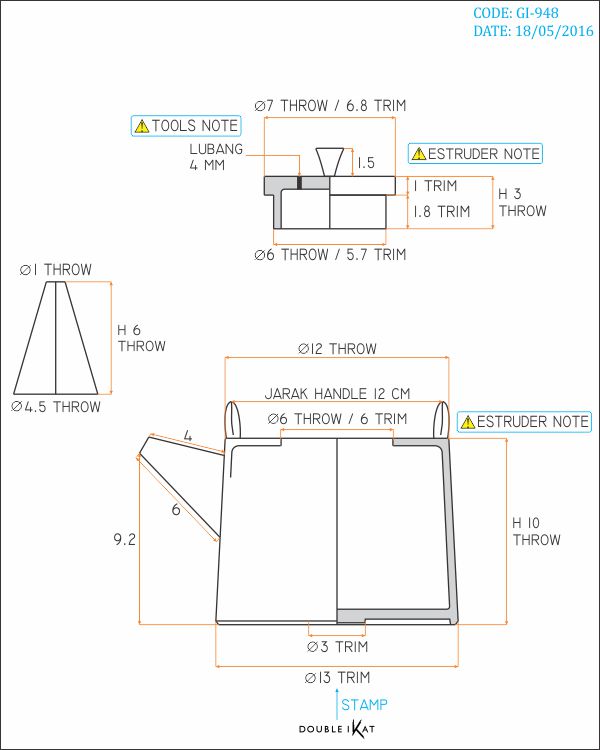 CODE: GI-948
DATE: 18/05/2016
Ø7 THROW / 6.8 TRIM
TOOLS NOTE
LUBANG
4 MM
1.5
ESTRUDER NOTE
1 TRIM
1.8 TRIM
H 3
THROW
Ø6 THROW / 5.7 TRIM
Ø1 THROW
H 6
THROW
Ø4.5 THROW
Ø12 THROW
JARAK HANDLE 12 CM
Ø6 THROW / 6 TRIM
ESTRUDER NOTE
4
6
9.2
H 10
THROW
Ø3 TRIM
Ø13 TRIM
STAMP
DOUBLE IKAT